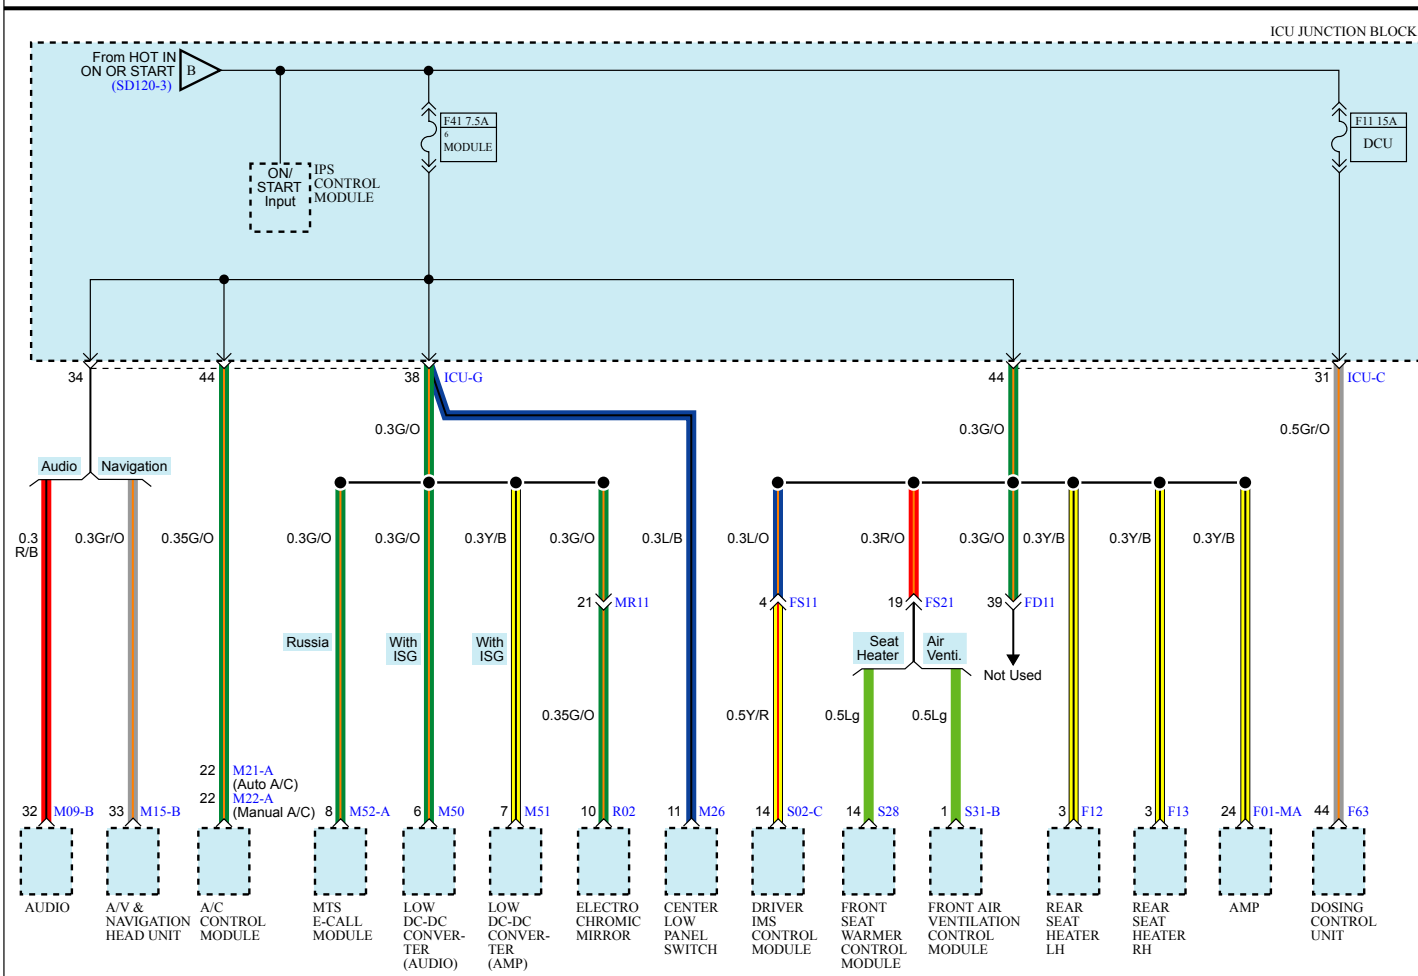 ICU JUNCTION BLOCK
From HOT IN
ON OR START
(SD120-3)
B
F41 7.5A
6
MODULE
F11 15A
DCU
ON/
START
Input
IPS
CONTROL
MODULE
34
44
38
ICU-G
44
31
ICU-C
0.3G/O
0.3G/O
0.5Gr/O
Audio
Navigation
0.3
R/B
0.3Gr/O
0.35G/O
0.3G/O
0.3G/O
0.3Y/B
0.3G/O
0.3L/B
0.3L/O
0.3R/O
0.3G/O
0.3Y/B
0.3Y/B
0.3Y/B
21
MR11
4
FS11
19
FS21
39
FD11
Russia
With
ISG
With
ISG
Seat
Heater
Air
Venti.
Not Used
0.35G/O
0.5Y/R
0.5Lg
0.5Lg
22
M21-A
(Auto A/C)
22
M22-A
(Manual A/C)
32
M09-B
33
M15-B
8
M52-A
6
M50
7
M51
10
R02
11
M26
14
S02-C
14
S28
1
S31-B
3
F12
3
F13
24
F01-MA
44
F63
AUDIO
A/V &
NAVIGATION
HEAD UNIT
A/C
CONTROL
MODULE
MTS
E-CALL
MODULE
LOW
DC-DC
CONVER-
TER
(AUDIO)
LOW
DC-DC
CONVER-
TER
(AMP)
ELECTRO
CHROMIC
MIRROR
CENTER
LOW
PANEL
SWITCH
DRIVER
IMS
CONTROL
MODULE
FRONT
SEAT
WARMER
CONTROL
MODULE
FRONT AIR
VENTILATION
CONTROL
MODULE
REAR
SEAT
HEATER
LH
REAR
SEAT
HEATER
RH
AMP
DOSING
CONTROL
UNIT